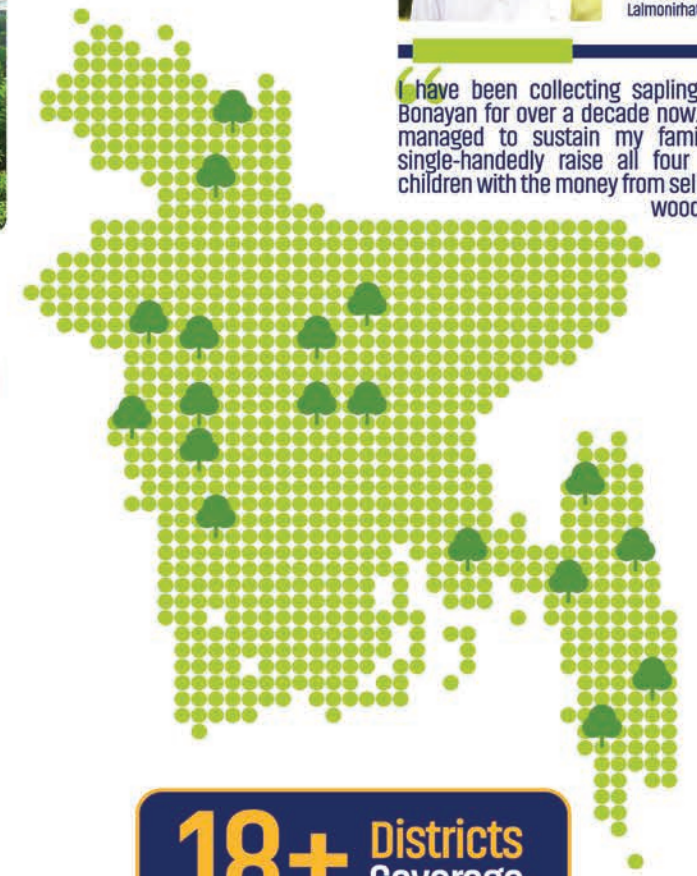 Lalmonirha
I have been collecting sapling
Bonayan for over a decade now.
managed to sustain my fami
single-handedly raise all four
children with the money from sel
wood
18+ Districts
Coverage